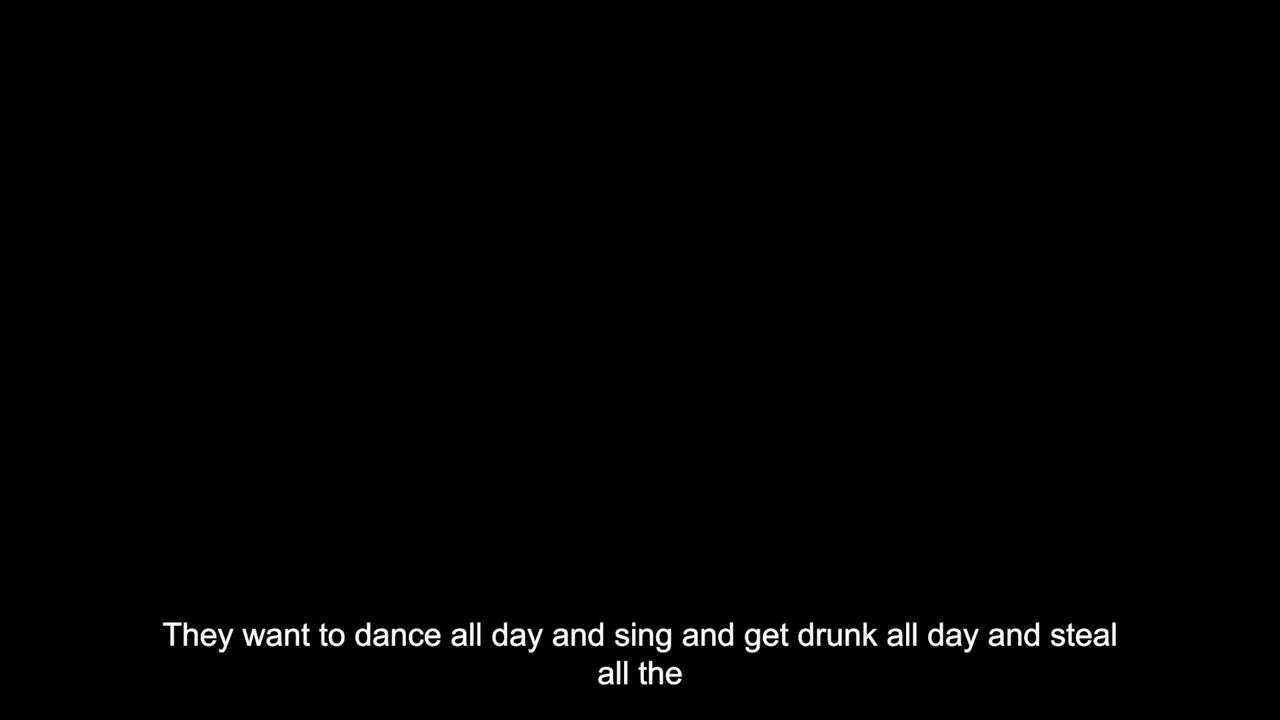 They want to dance all day and sing and get drunk all day and steal
all the